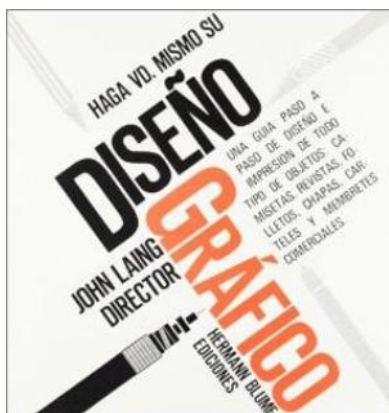 HAGA VD. MISMO SU
DISEÑO
GRÁFICO
UNA GUIA PASO A
PASO DE DISEÑO E
IMPRESION DE TODO
TIPO DE OBJETOS, CA-
MISETAS, REVISTAS, FO-
LLETOS, CHAPAS, CAR-
TELES Y MEMBRETES
COMERCIALES
JOHN LAING
DIRECTOR
HERMANN BLUME
EDICIONES